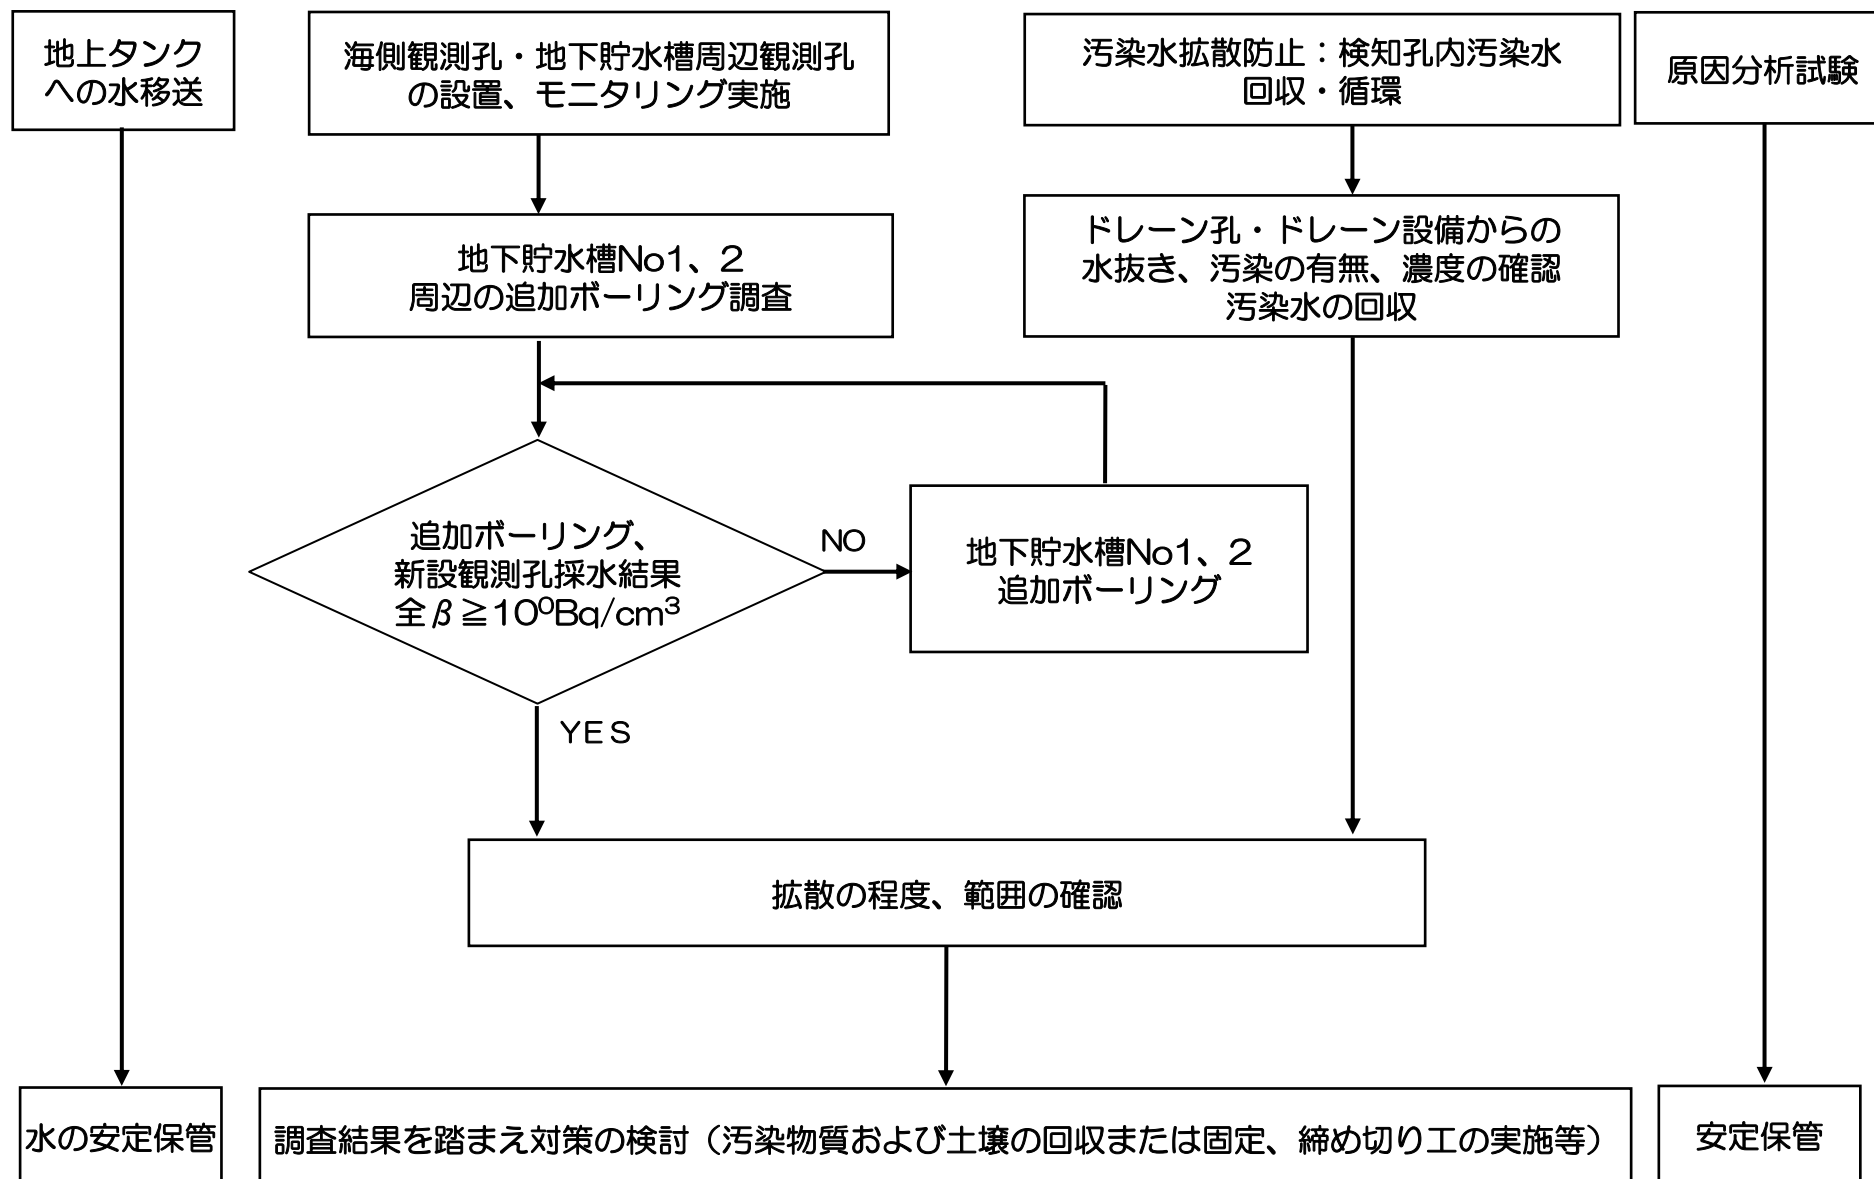 地上タンク
への水移送
海側観測孔・地下貯水槽周辺観測孔
の設置、モニタリング実施
汚染水拡散防止：検知孔内汚染水
回収・循環
原因分析試験
地下貯水槽No1、2
周辺の追加ボーリング調査
ドレーン孔・ドレーン設備からの
水抜き、汚染の有無、濃度の確認
汚染水の回収
追加ボーリング、
新設観測孔採水結果
全β≧10⁰Bq/cm³
NO
地下貯水槽No1、2
追加ボーリング
YES
拡散の程度、範囲の確認
水の安定保管
調査結果を踏まえ対策の検討（汚染物質および土壌の回収または固定、締め切り工の実施等）
安定保管